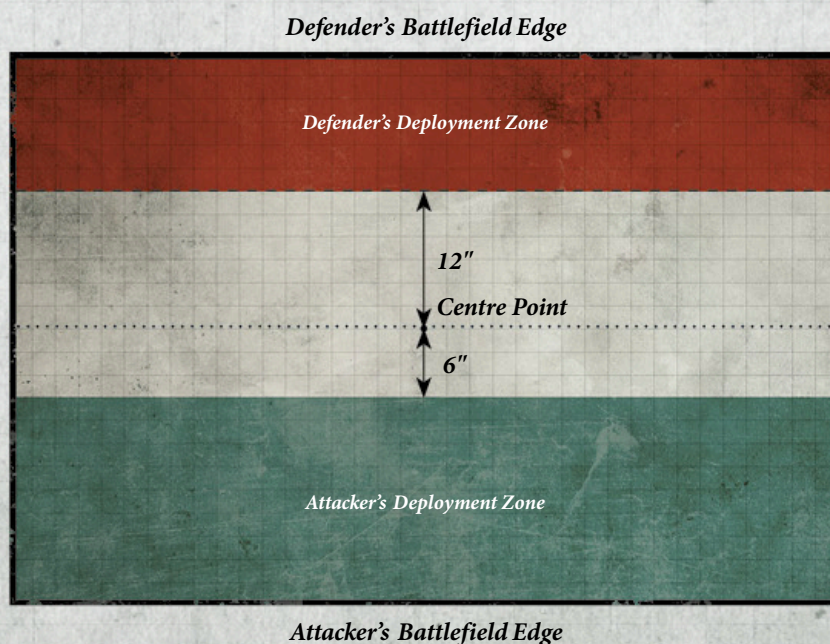 Defender’s Battlefield Edge
Defender’s Deployment Zone
12"
Centre Point
6"
Attacker’s Deployment Zone
Attacker’s Battlefield Edge